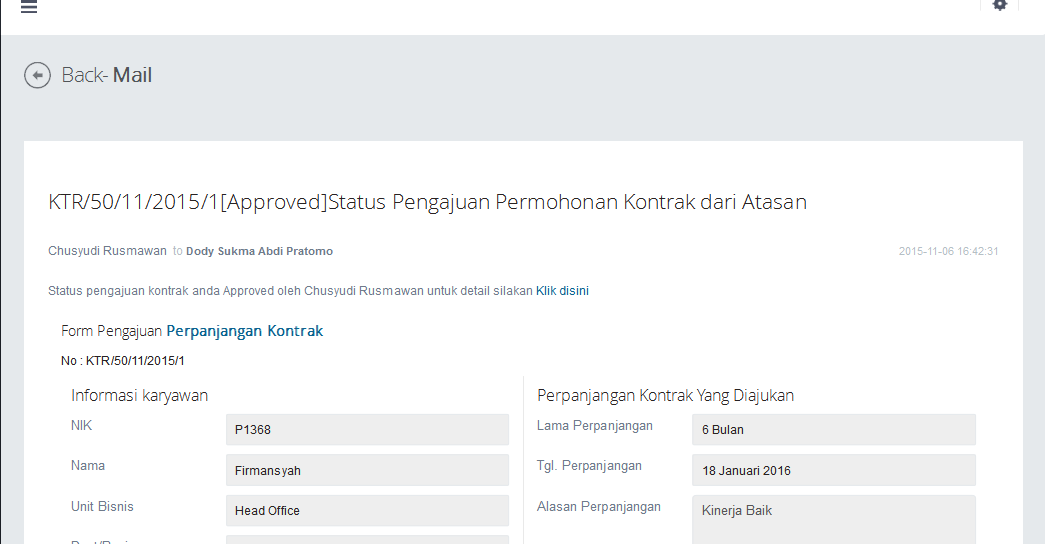 Back- Mail
KTR/50/11/2015/1[Approved]Status Pengajuan Permohonan Kontrak dari Atasan
Chusyudi Rusmawan to Dody Sukma Abdi Pratomo 2015-11-06 16:42:31
Status pengajuan kontrak anda Approved oleh Chusyudi Rusmawan untuk detail silakan Klik disini
Form Pengajuan Perpanjangan Kontrak
No : KTR/50/11/2015/1
Informasi karyawan
NIK P1368
Nama Firmansyah
Unit Bisnis Head Office
Perpanjangan Kontrak Yang Diajukan
Lama Perpanjangan 6 Bulan
Tgl. Perpanjangan 18 Januari 2016
Alasan Perpanjangan Kinerja Baik